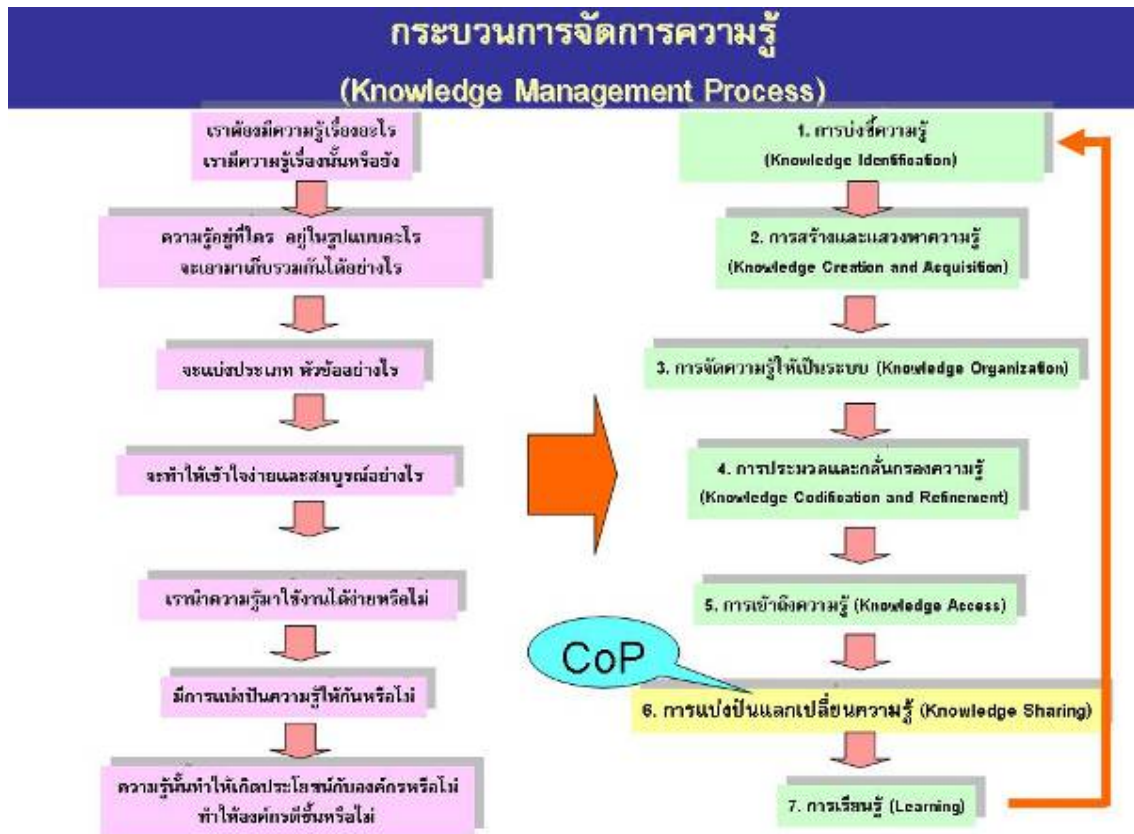 กระบวนการจัดการความรู้
(Knowledge Management Process)
เราต้องมีความรู้เรื่องอะไร
เรามีความรู้เรื่องนั้นหรือยัง
ความรู้อยู่ที่ใคร อยู่ในรูปแบบอะไร
จะเอามาเก็บรวมกันได้อย่างไร
จะแบ่งประเภท หัวข้ออย่างไร
จะทำให้เข้าใจง่ายและสมบูรณ์อย่างไร
เรานำความรู้มาใช้งานได้ง่ายหรือไม่
มีการแบ่งปันความรู้ให้กันหรือไม่
ความรู้นั้นทำให้เกิดประโยชน์กับองค์กรหรือไม่
ทำให้องค์กรดีขึ้นหรือไม่
1. การบ่งชี้ความรู้
(Knowledge Identification)
2. การสร้างและแสวงหาความรู้
(Knowledge Creation and Acquisition)
3. การจัดความรู้ให้เป็นระบบ (Knowledge Organization)
4. การประมวลและกลั่นกรองความรู้
(Knowledge Codification and Refinement)
5. การเข้าถึงความรู้ (Knowledge Access)
CoP
6. การแบ่งปันแลกเปลี่ยนความรู้ (Knowledge Sharing)
7. การเรียนรู้ (Learning)